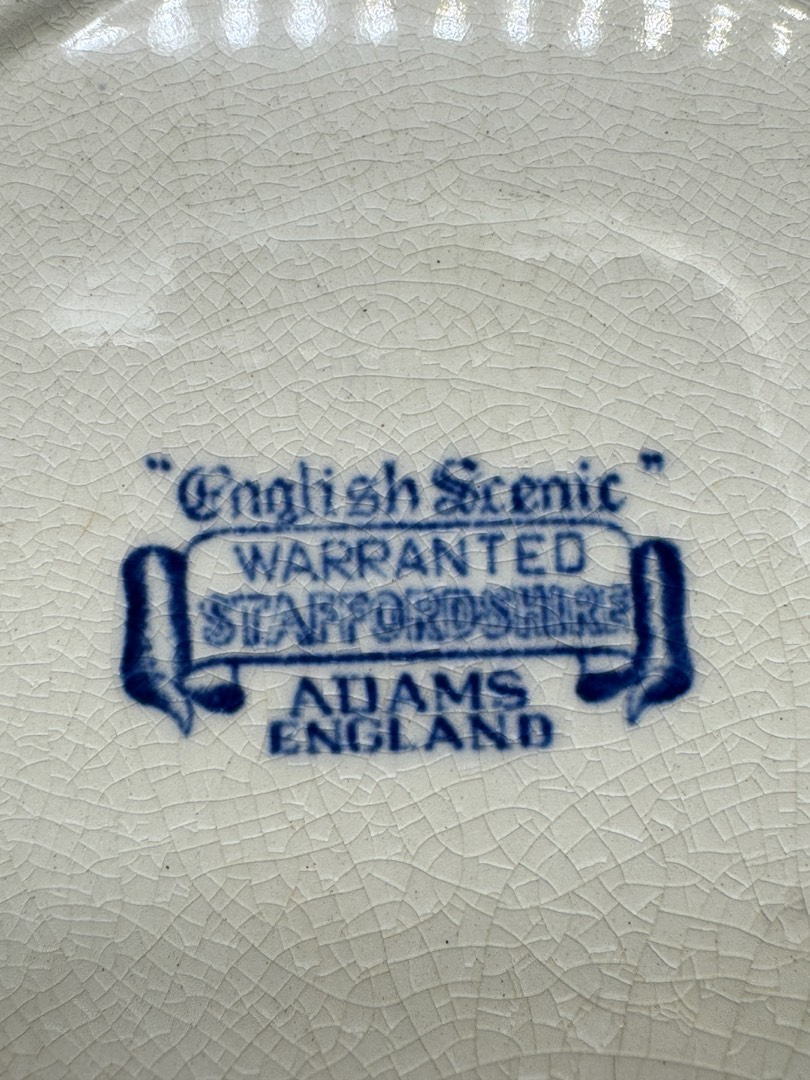 "English Scenic"
WARRANTED
STAFFORDSHIRE
ADAMS
ENGLAND